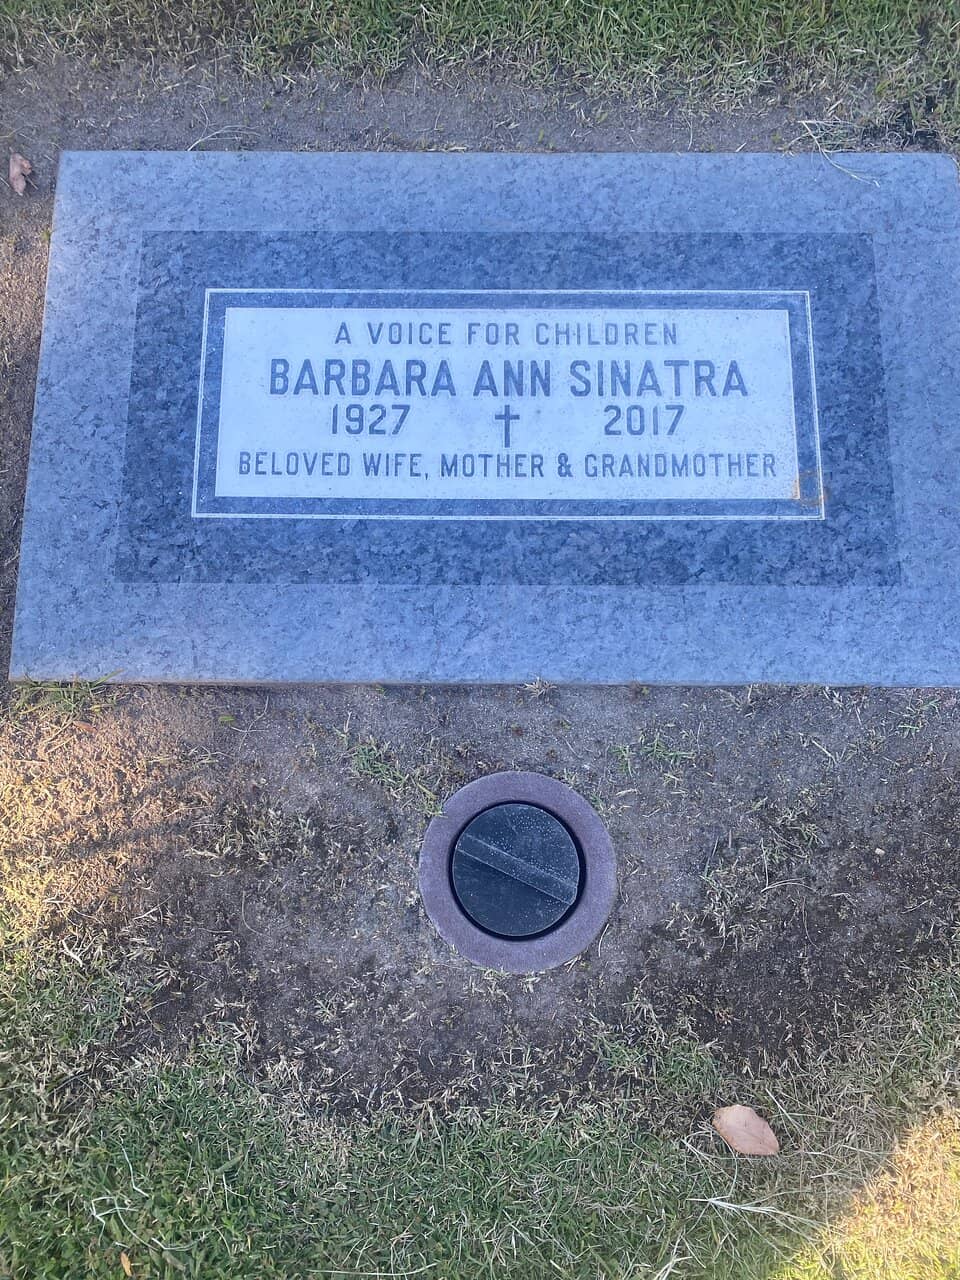 A VOICE FOR CHILDREN
BARBARA ANN SINATRA
1927 † 2017
BELOVED WIFE, MOTHER & GRANDMOTHER